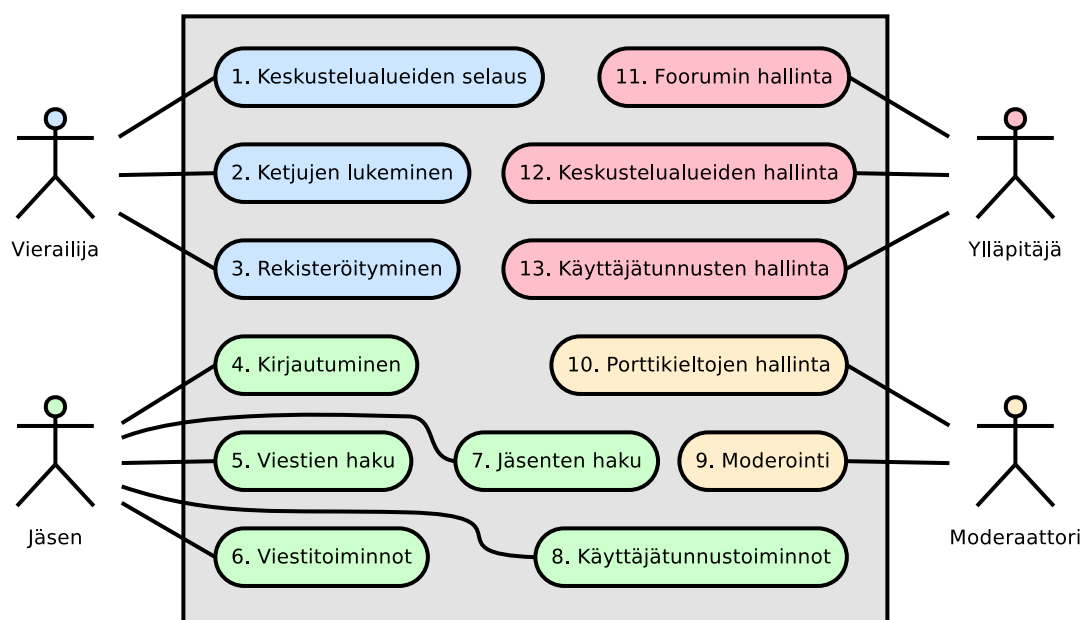 1. Keskustelualueiden selaus
11. Foorumin hallinta
2. Ketjujen lukeminen
12. Keskustelualueiden hallinta
Vierailija
Ylläpitäjä
3. Rekisteröityminen
13. Käyttäjätunnusten hallinta
4. Kirjautuminen
10. Porttikieltojen hallinta
5. Viestien haku
7. Jäsenten haku
9. Moderointi
Jäsen
Moderaattori
6. Viestitoiminnot
8. Käyttäjätunnustoiminnot